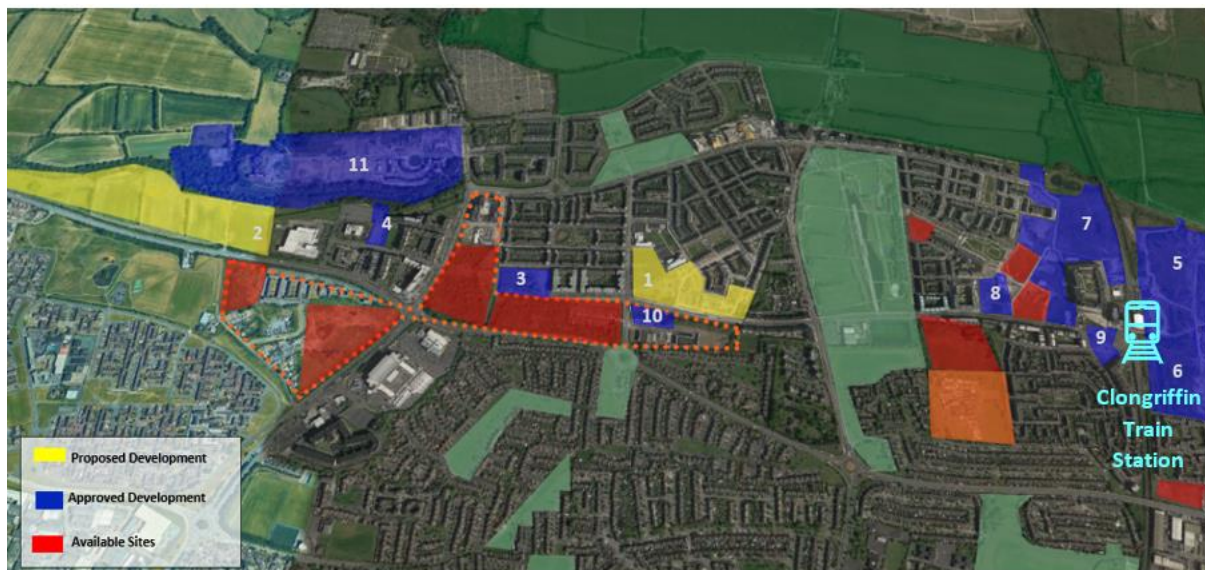 11
2
4
7
3
1
5
8
10
9
6
Clongriffin
Train
Station
Proposed Development
Approved Development
Available Sites